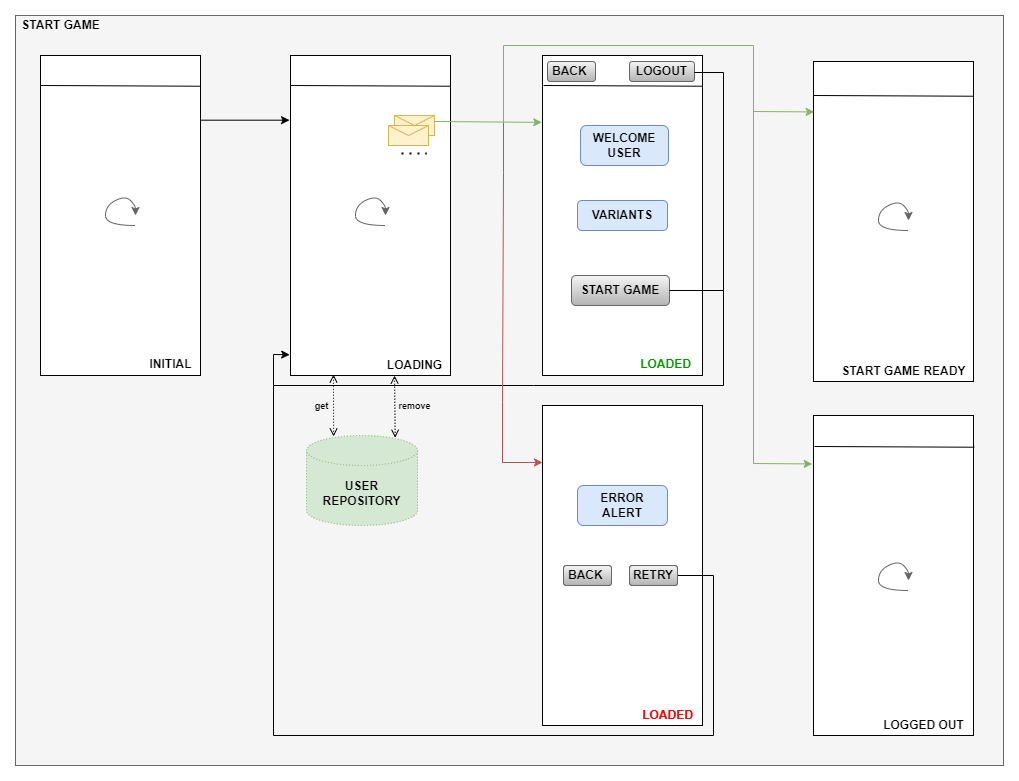 START GAME
BACK
LOGOUT
WELCOME
USER
VARIANTS
START GAME
INITIAL
LOADING
LOADED
START GAME READY
get
remove
USER
REPOSITORY
ERROR
ALERT
BACK
RETRY
LOADED
LOGGED OUT